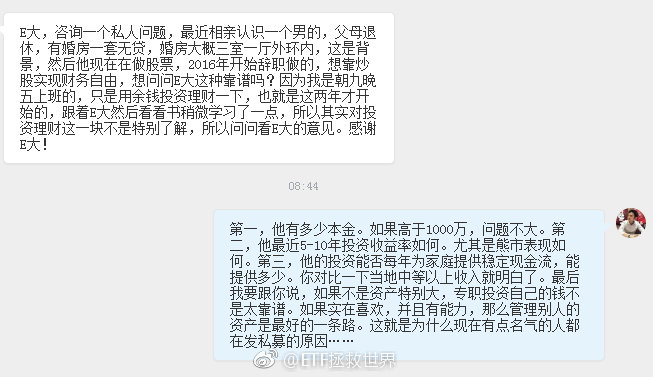 E大，咨询一个私人问题，最近相亲认识一个男的，父母退
休，有婚房一套无贷，婚房大概三室一厅外环内，这是背
景，然后他现在在做股票，2016年开始辞职做的，想靠炒
股实现财务自由，想问问E大这种靠谱吗？因为我是朝九晚
五上班的，只是用余钱投资理财一下，也就是这两年才开
始的，跟着E大然后看看书稍微学习了一点，所以其实对投
资理财这一块不是特别了解，所以问问看E大的意见。感谢
E大！
08:44
第一，他有多少本金。如果高于1000万，问题不大。第
二，他最近5-10年投资收益率如何。尤其是熊市表现如
何。第三，他的投资能否每年为家庭提供稳定现金流，能
提供多少。你对比一下当地中等以上收入就明白了。最后
我要跟你说，如果不是资产特别大，专职投资自己的钱不
是太靠谱。如果实在喜欢，并且有能力，那么管理别人的
资产是最好的一条路。这就是为什么现在有点名气的人都
在发私募的原因……
@ETF拯救世界